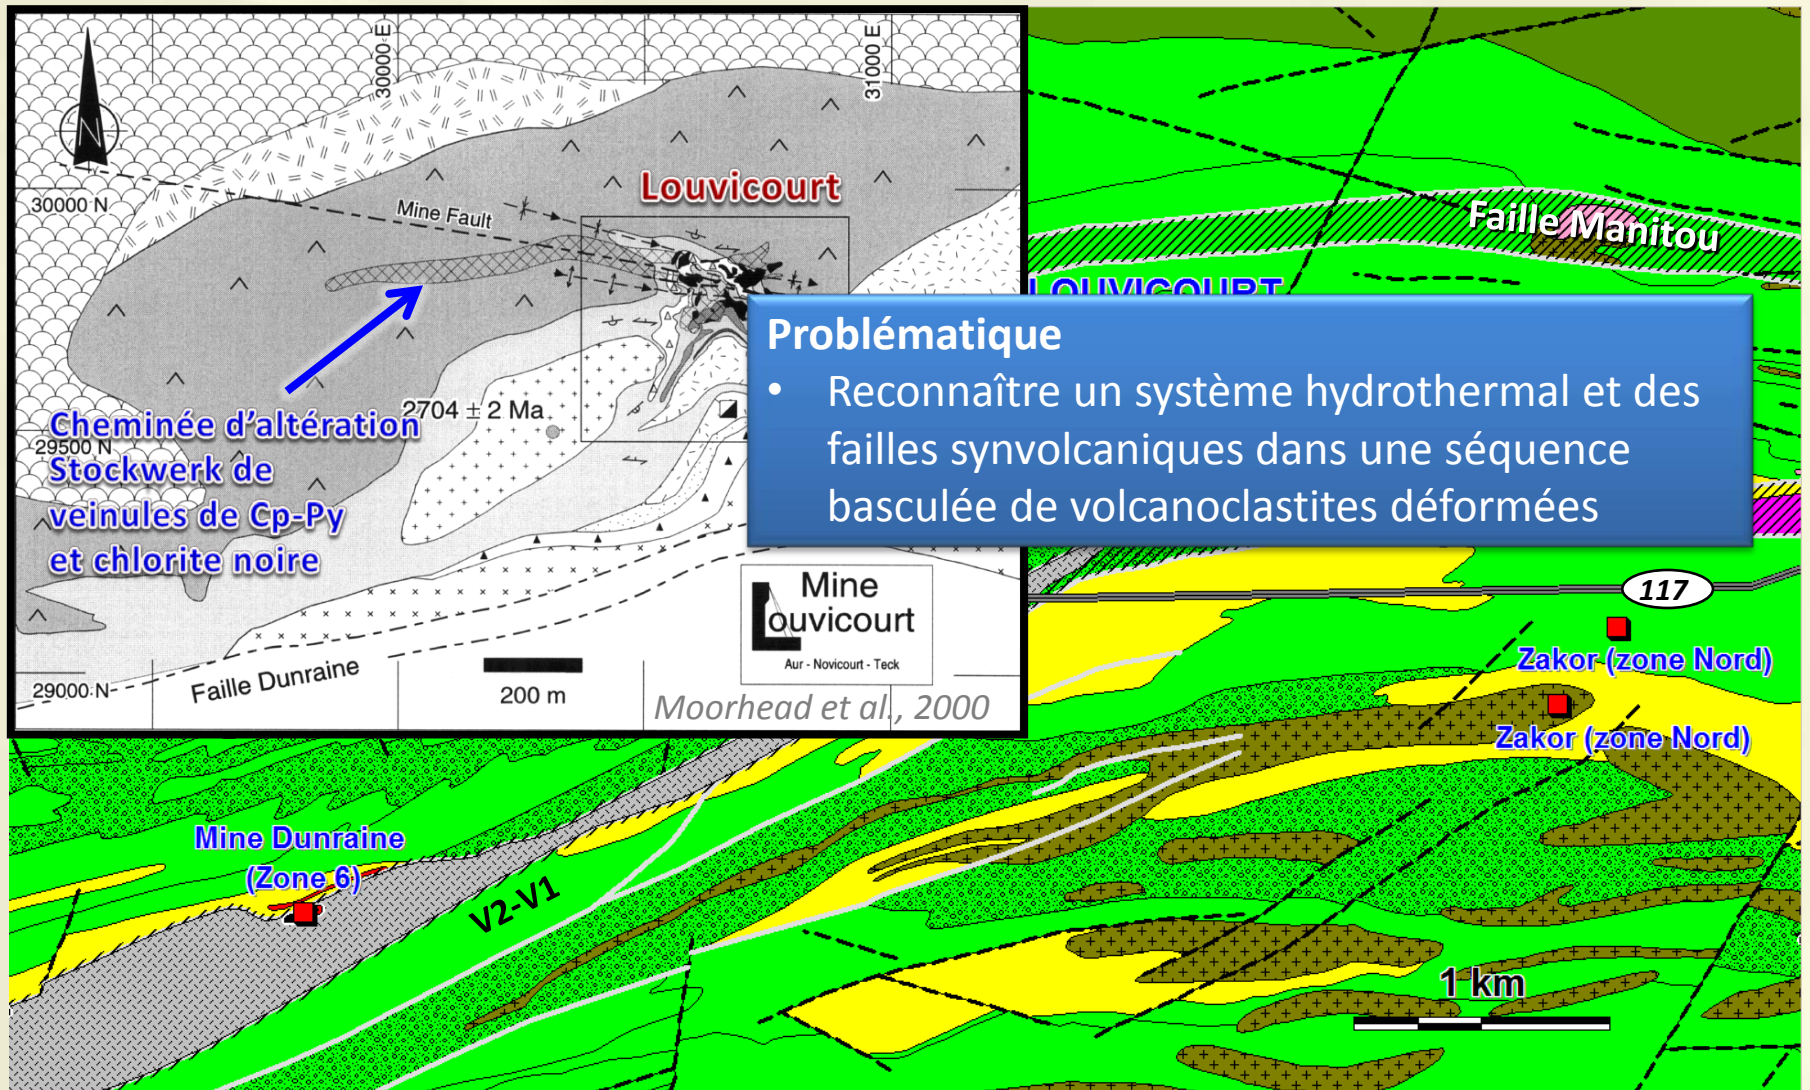 30000 E
31000 E
N
Louvicourt
30000 N
Mine Fault
Faille Manitou
LOUVICOURT
Problématique
• Reconnaître un système hydrothermal et des
failles synvolcaniques dans une séquence
basculée de volcanoclastites déformées
2704 ± 2 Ma
Cheminée d'altération
29500 N
Stockwerk de
veinules de Cp-Py
et chlorite noire
Mine
Louvicourt
Aur - Novicourt - Teck
117
Zakor (zone Nord)
Faille Dunraine
29000 N
200 m
Moorhead et al., 2000
Zakor (zone Nord)
Mine Dunraine
(Zone 6)
V2-V1
1 km